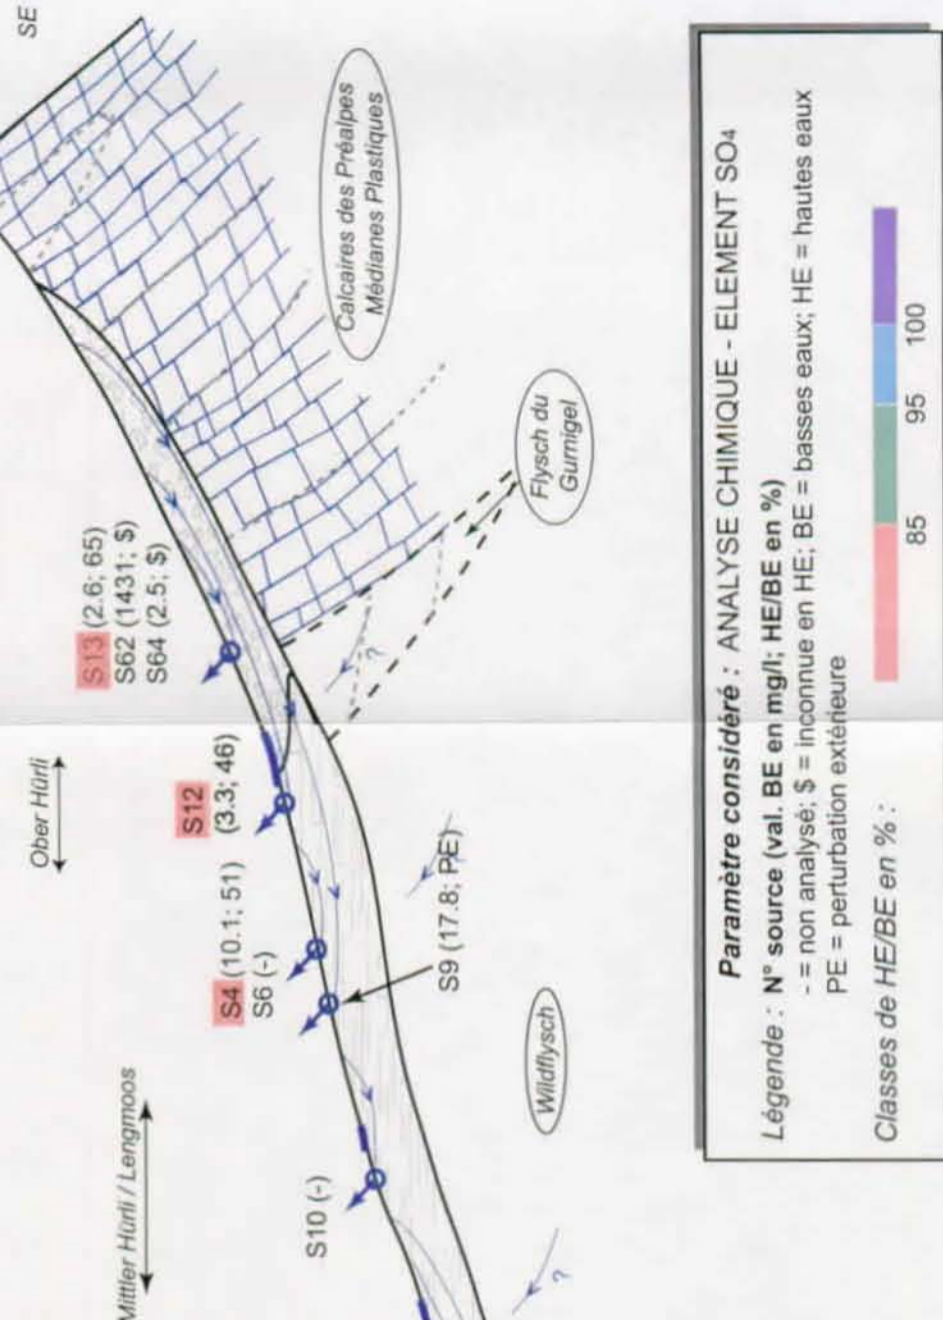 SE
Calcaires des Préalpes
Médianes Plastiques
Flysch du
Gurnigel
S13 (2.6; 65)
S62 (1431; $)
S64 (2.5; $)
Ober Hürli
S12
(3.3; 46)
S4 (10.1; 51)
S6 (-)
S9 (17.8; PE)
?
Wildflysch
Mittler Hürli / Lengmoos
S10 (-)
?
Paramètre considéré : ANALYSE CHIMIQUE - ELEMENT SO4
Légende : N° source (val. BE en mg/l; HE/BE en %)
- = non analysé; $ = inconnue en HE; BE = basses eaux; HE = hautes eaux
PE = perturbation extérieure
Classes de HE/BE en % :
85 95 100